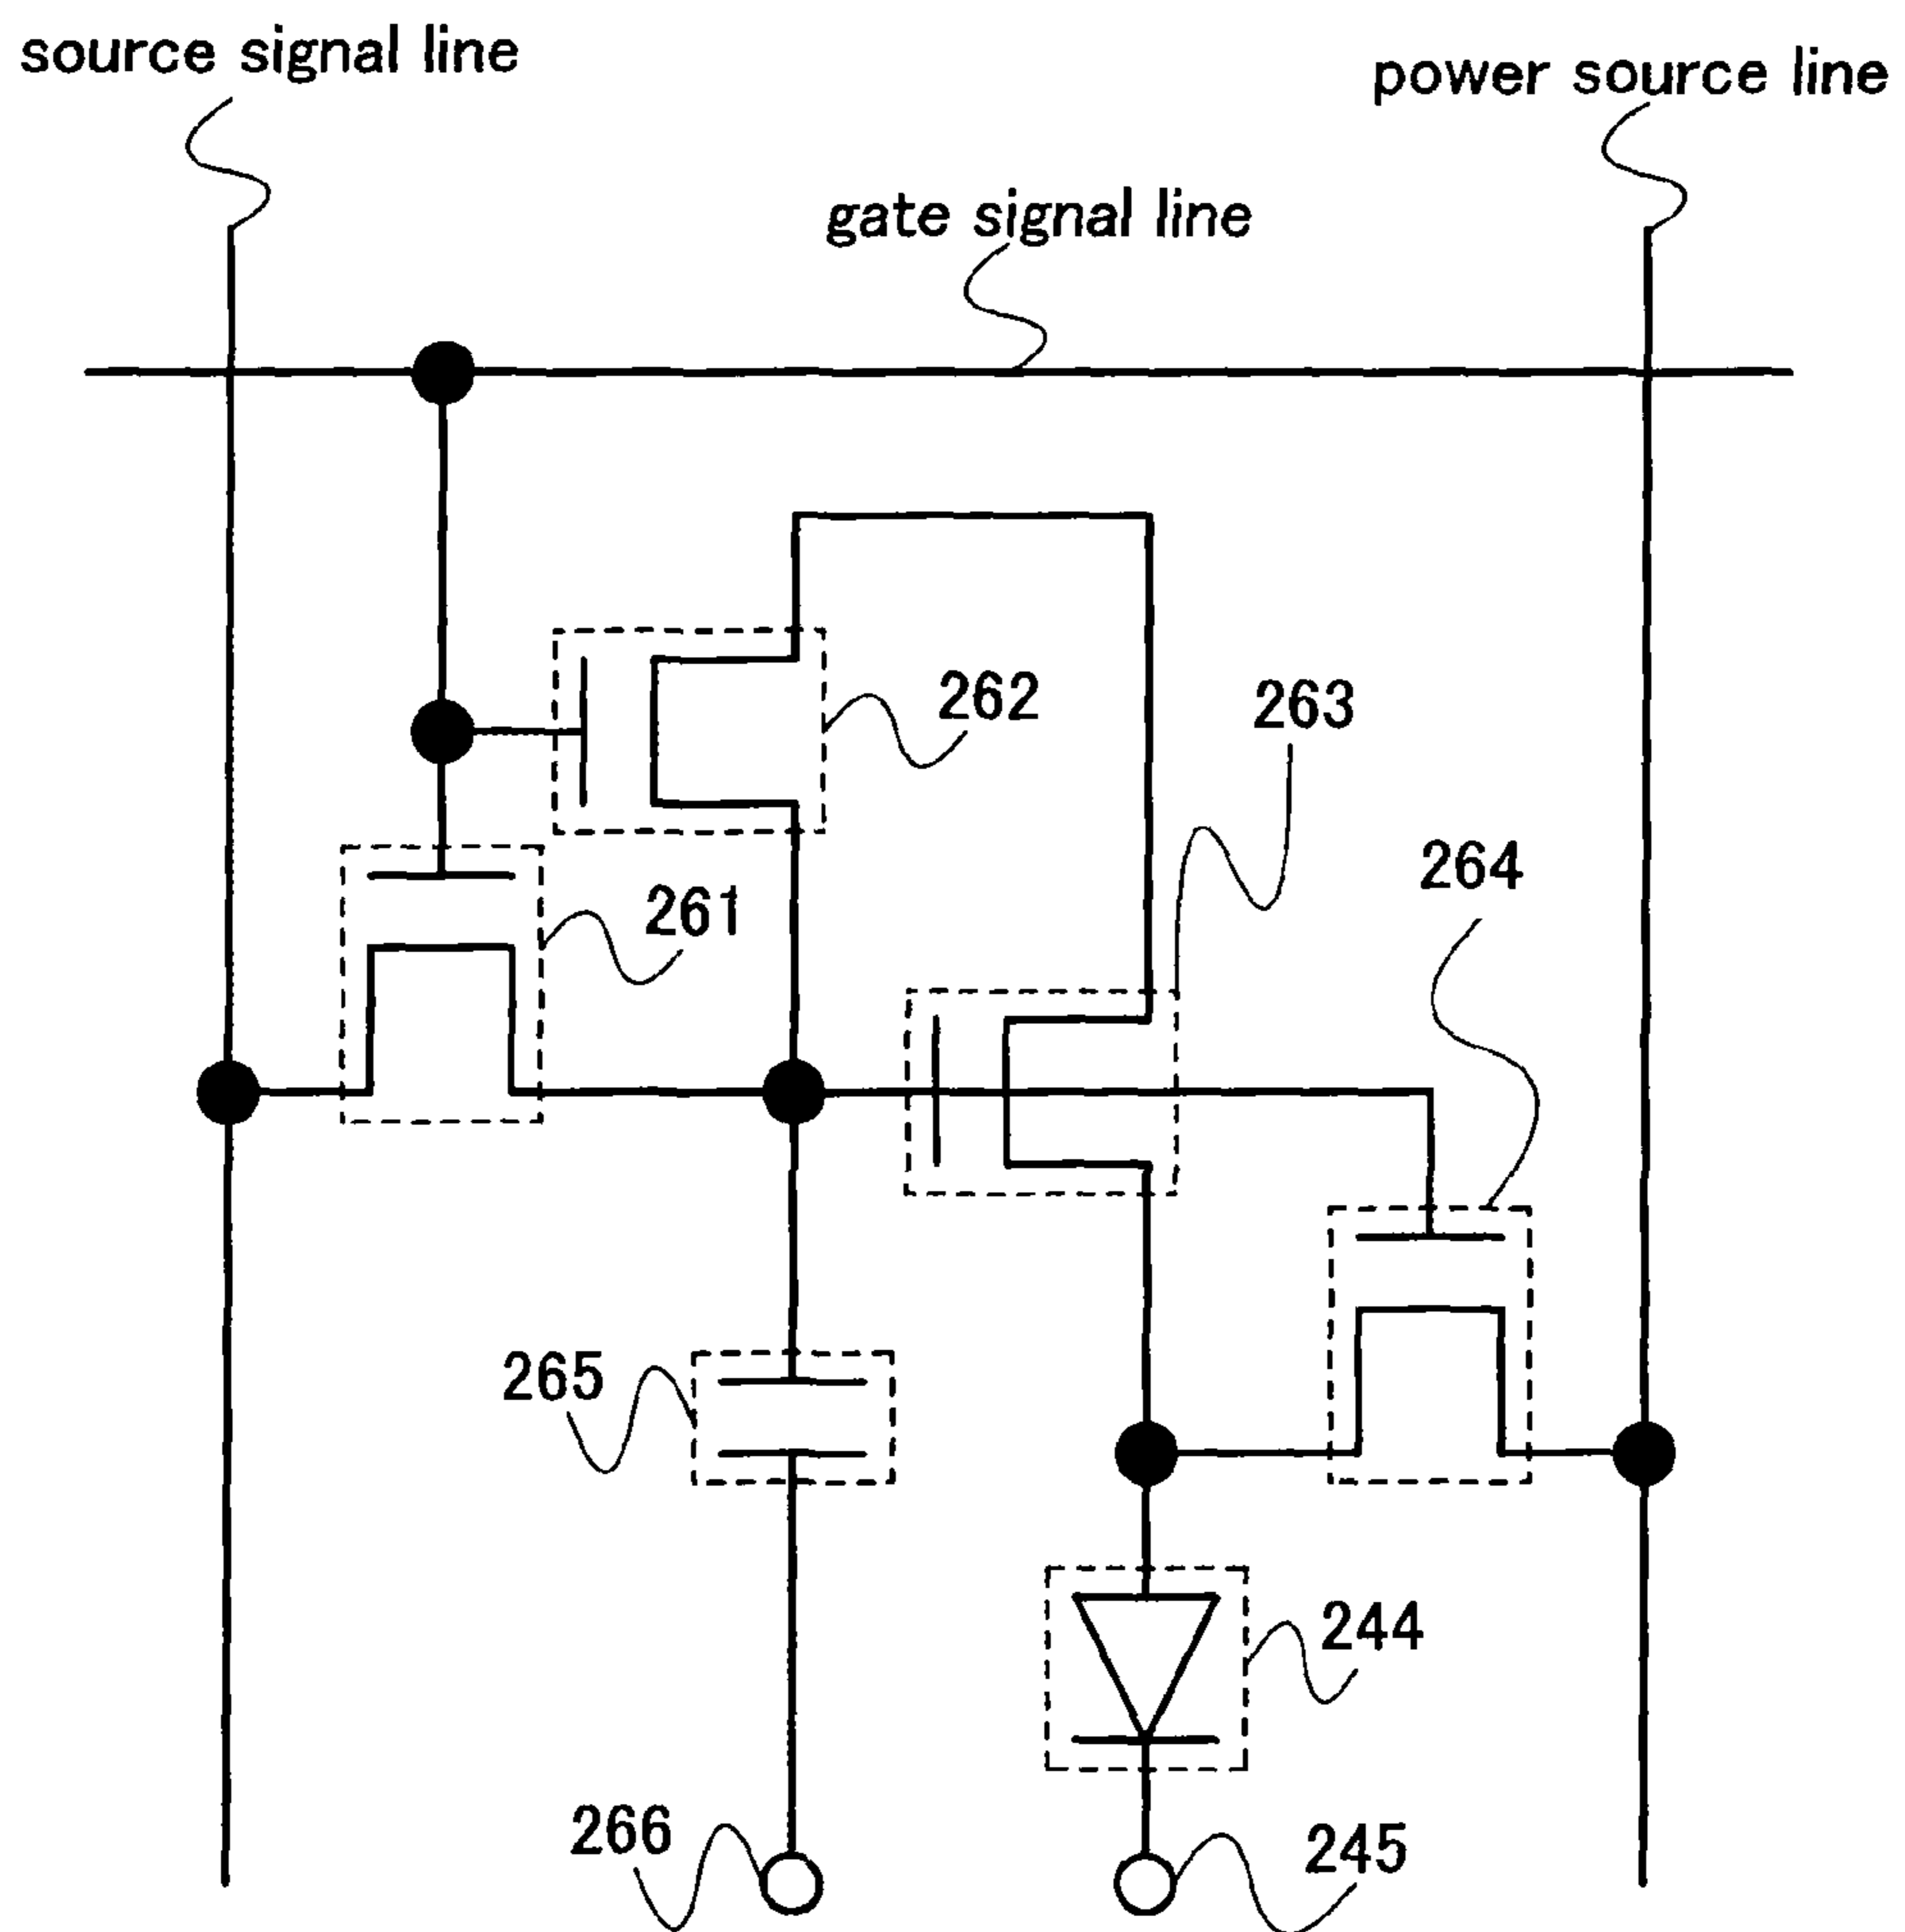 source signal line
power source line
gate signal line
262
263
264
261
265
244
266
245